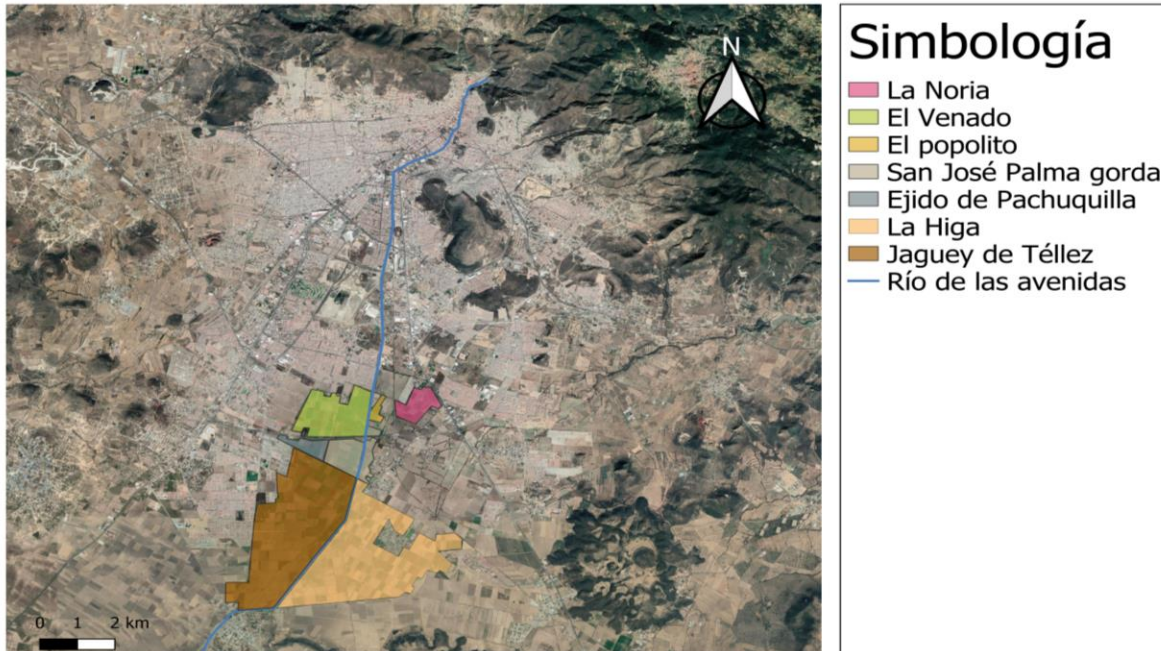 N
0 1 2 km
Simbología
La Noria
El Venado
El popolito
San José Palma gorda
Ejido de Pachuquilla
La Higa
Jaguey de Téllez
Río de las avenidas